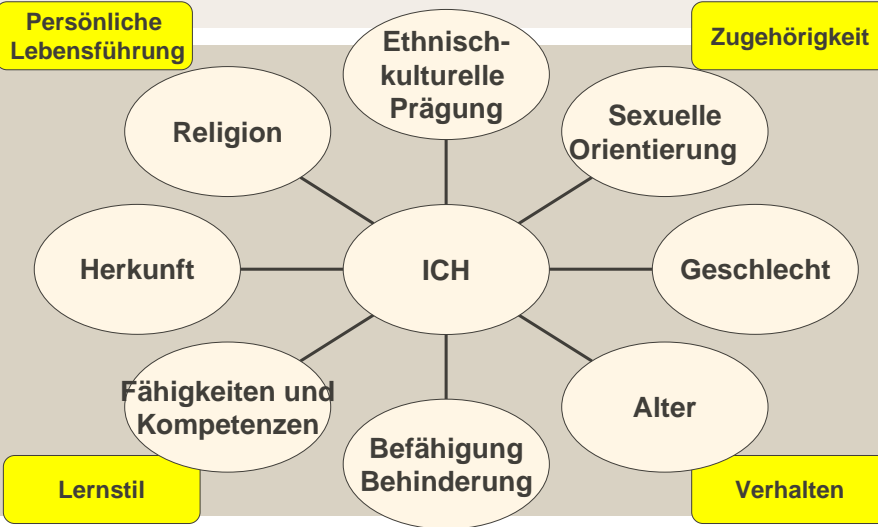 Persönliche
Lebensführung
Ethnisch-
kulturelle
Prägung
Zugehörigkeit
Religion
Sexuelle
Orientierung
Herkunft
ICH
Geschlecht
Fähigkeiten und
Kompetenzen
Befähigung
Behinderung
Alter
Lernstil
Verhalten